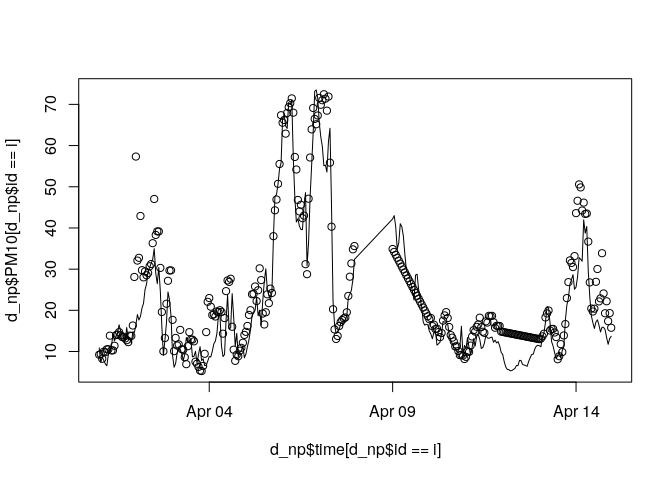 70
60
50
40
30
20
10
d_np$PM10[d_np$id == i]
Apr 04
Apr 09
Apr 14
d_np$time[d_np$id == i]